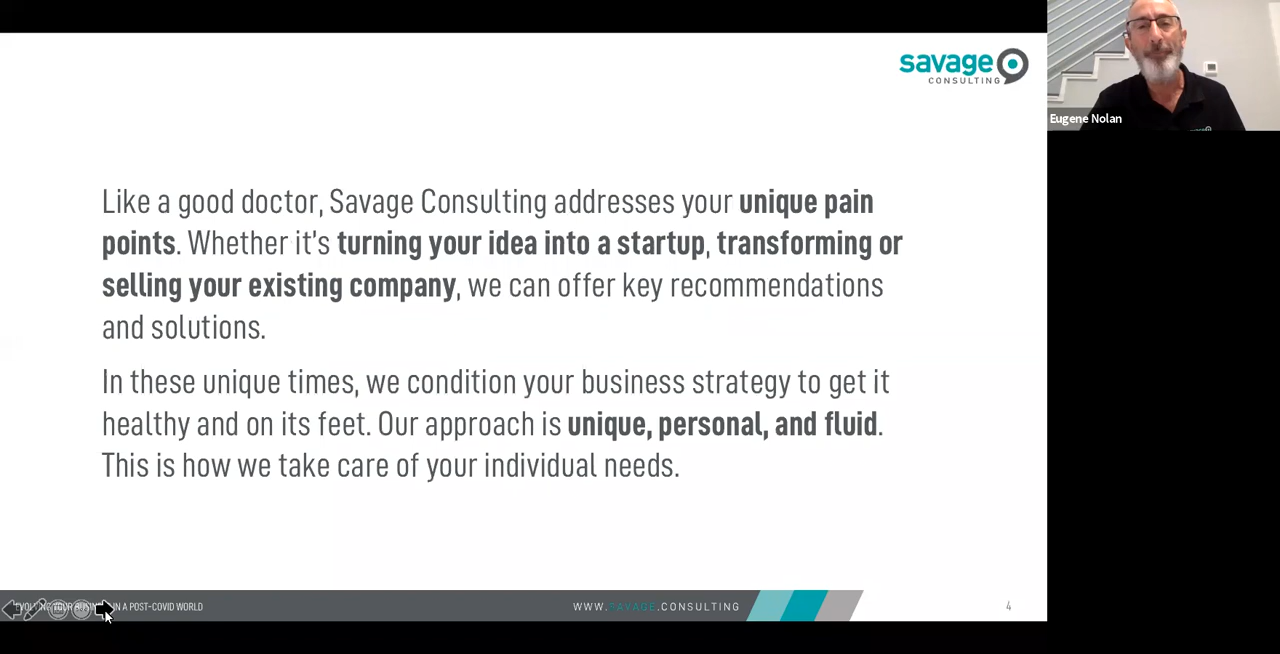 savage
CONSULTING
Eugene Nolan
Like a good doctor, Savage Consulting addresses your unique pain
points. Whether it's turning your idea into a startup, transforming or
selling your existing company, we can offer key recommendations
and solutions.
In these unique times, we condition your business strategy to get it
healthy and on its feet. Our approach is unique, personal, and fluid.
This is how we take care of your individual needs.
YOUR IN A POST-COVID WORLD
WWW.SAVAGE.CONSULTING
4